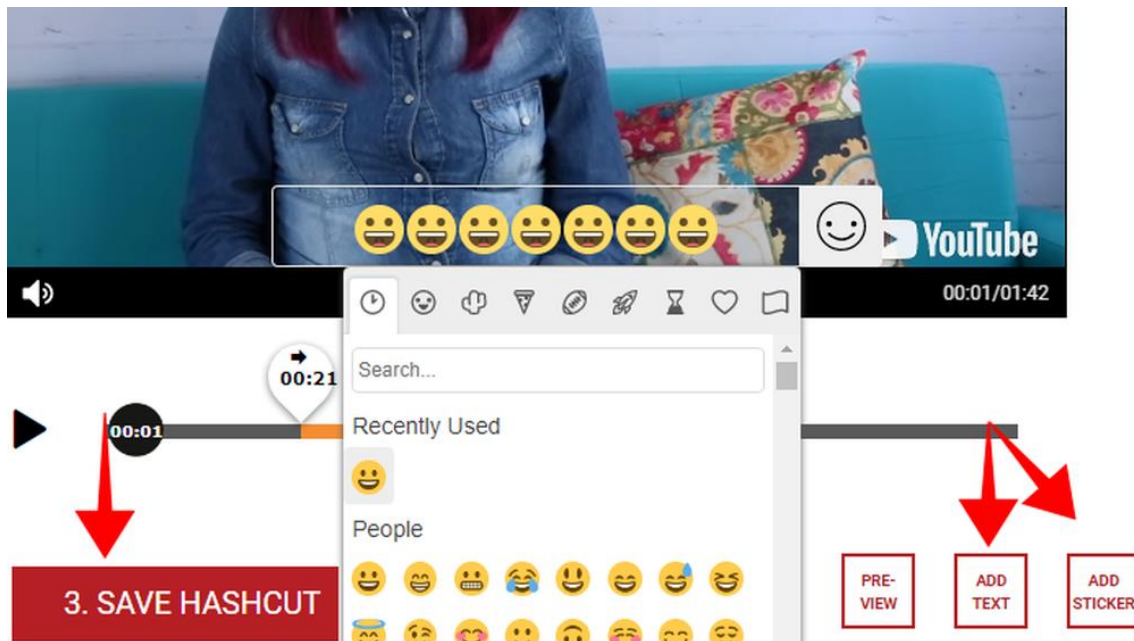 YouTube
00:01/01:42
Search...
00:21
00:01
Recently Used
People
3. SAVE HASHCUT
PRE-
VIEW
ADD
TEXT
ADD
STICKER